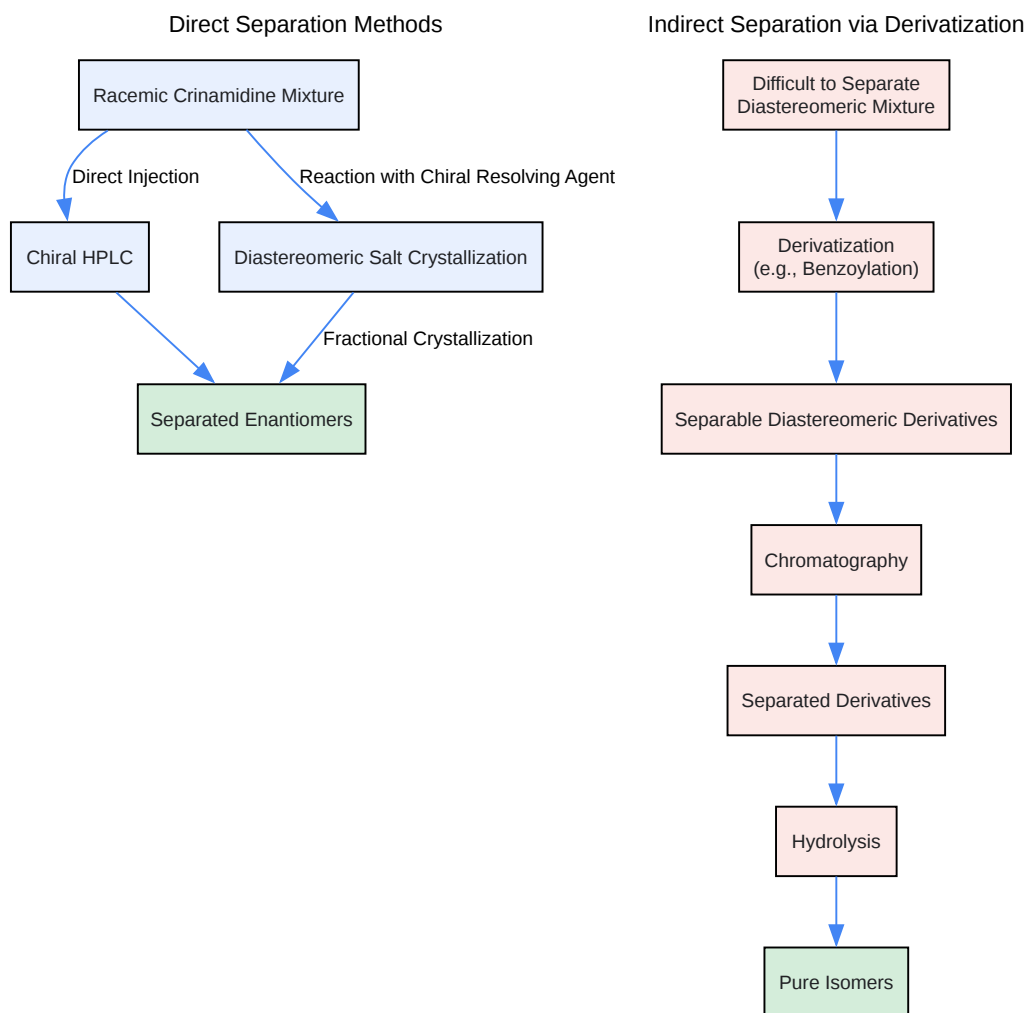 Direct Separation Methods
Racemic Crinamidine Mixture
Direct Injection
Reaction with Chiral Resolving Agent
Chiral HPLC
Diastereomeric Salt Crystallization
Fractional Crystallization
Separated Enantiomers
Indirect Separation via Derivatization
Difficult to Separate
Diastereomeric Mixture
Derivatization
(e.g., Benzoylation)
Separable Diastereomeric Derivatives
Chromatography
Separated Derivatives
Hydrolysis
Pure Isomers